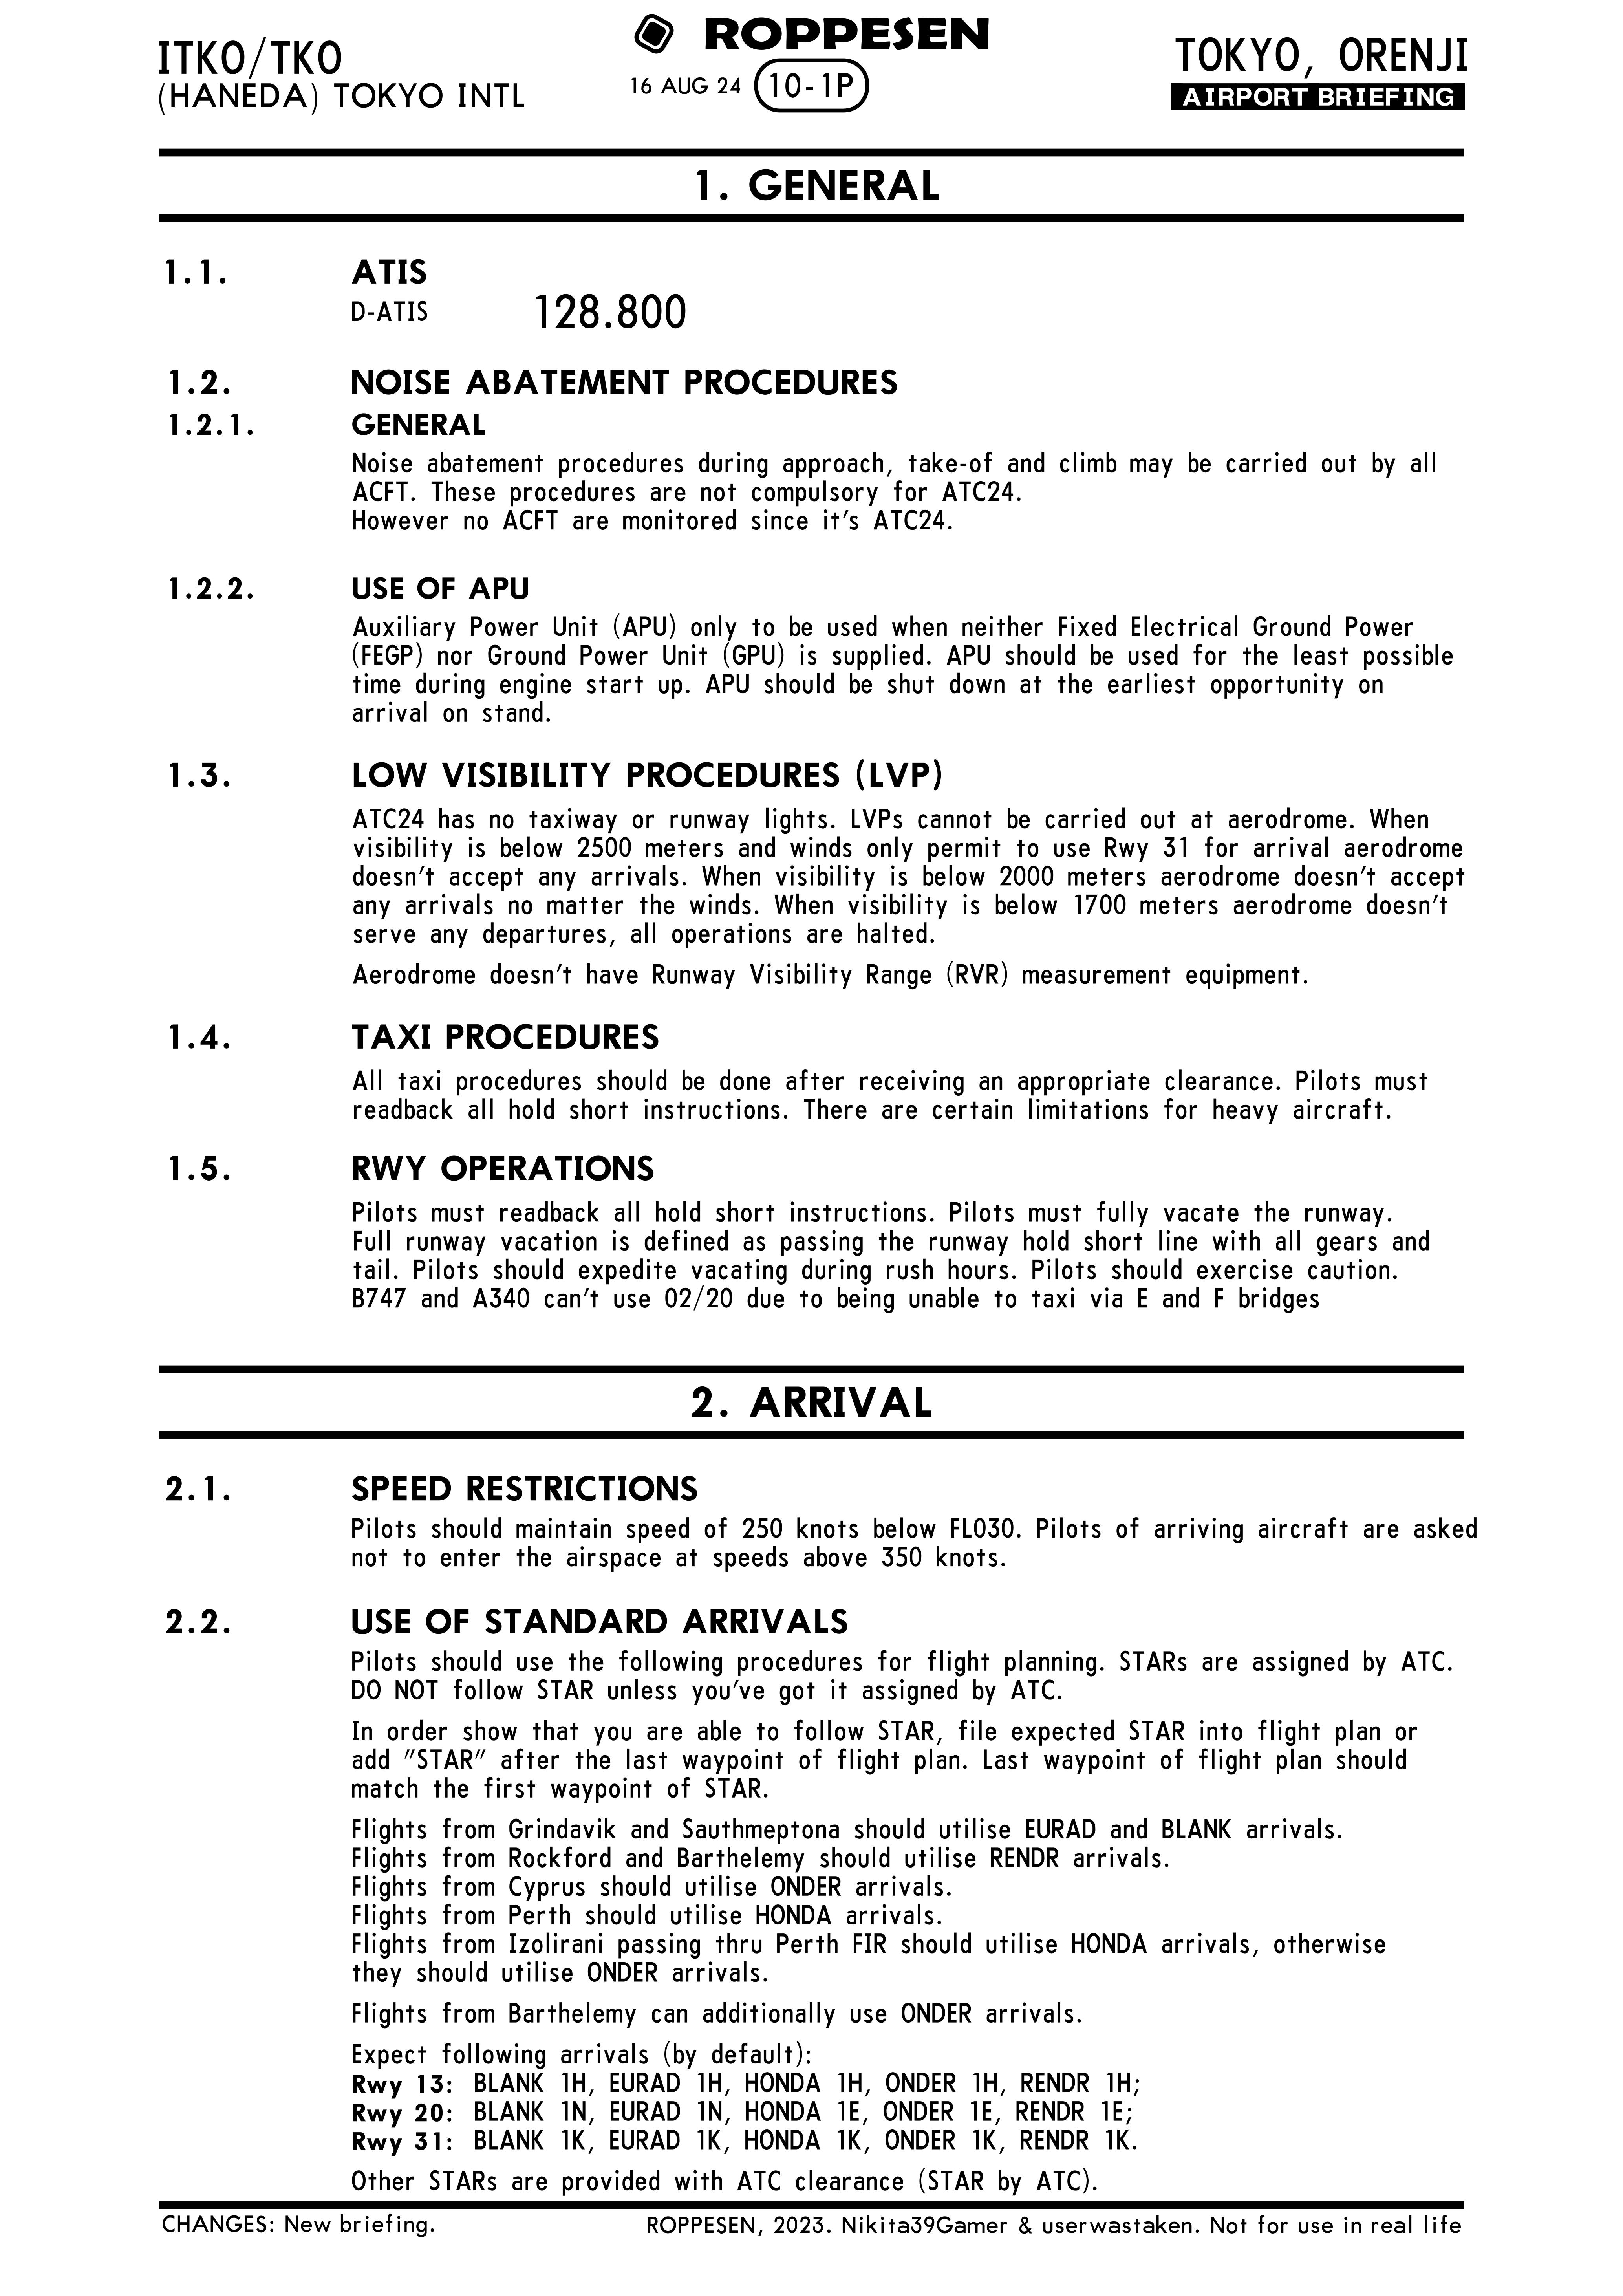 ITKO/TKO
(HANEDA) TOKYO INTL
ROPPESEN
16 AUG 24 10-1P
TOKYO, ORENJI
AIRPORT BRIEFING
1. GENERAL
1.1. ATIS
D-ATIS 128.800
1.2. NOISE ABATEMENT PROCEDURES
1.2.1. GENERAL
Noise abatement procedures during approach, take-of and climb may be carried out by all
ACFT. These procedures are not compulsory for ATC24.
However no ACFT are monitored since it's ATC24.
1.2.2. USE OF APU
Auxiliary Power Unit (APU) only to be used when neither Fixed Electrical Ground Power
(FEGP) nor Ground Power Unit (GPU) is supplied. APU should be used for the least possible
time during engine start up. APU should be shut down at the earliest opportunity on
arrival on stand.
1.3. LOW VISIBILITY PROCEDURES (LVP)
ATC24 has no taxiway or runway lights. LVPs cannot be carried out at aerodrome. When
visibility is below 2500 meters and winds only permit to use Rwy 31 for arrival aerodrome
doesn't accept any arrivals. When visibility is below 2000 meters aerodrome doesn't accept
any arrivals no matter the winds. When visibility is below 1700 meters aerodrome doesn't
serve any departures, all operations are halted.
Aerodrome doesn't have Runway Visibility Range (RVR) measurement equipment.
1.4. TAXI PROCEDURES
All taxi procedures should be done after receiving an appropriate clearance. Pilots must
readback all hold short instructions. There are certain limitations for heavy aircraft.
1.5. RWY OPERATIONS
Pilots must readback all hold short instructions. Pilots must fully vacate the runway.
Full runway vacation is defined as passing the runway hold short line with all gears and
tail. Pilots should expedite vacating during rush hours. Pilots should exercise caution.
B747 and A340 can't use 02/20 due to being unable to taxi via E and F bridges
2. ARRIVAL
2.1. SPEED RESTRICTIONS
Pilots should maintain speed of 250 knots below FL030. Pilots of arriving aircraft are asked
not to enter the airspace at speeds above 350 knots.
2.2. USE OF STANDARD ARRIVALS
Pilots should use the following procedures for flight planning. STARs are assigned by ATC.
DO NOT follow STAR unless you've got it assigned by ATC.
In order show that you are able to follow STAR, file expected STAR into flight plan or
add "STAR" after the last waypoint of flight plan. Last waypoint of flight plan should
match the first waypoint of STAR.
Flights from Grindavik and Sauthmeptona should utilise EURAD and BLANK arrivals.
Flights from Rockford and Barthelemy should utilise RENDR arrivals.
Flights from Cyprus should utilise ONDER arrivals.
Flights from Perth should utilise HONDA arrivals.
Flights from Izolirani passing thru Perth FIR should utilise HONDA arrivals, otherwise
they should utilise ONDER arrivals.
Flights from Barthelemy can additionally use ONDER arrivals.
Expect following arrivals (by default):
Rwy 13: BLANK 1H, EURAD 1H, HONDA 1H, ONDER 1H, RENDR 1H;
Rwy 20: BLANK 1N, EURAD 1N, HONDA 1E, ONDER 1E, RENDR 1E;
Rwy 31: BLANK 1K, EURAD 1K, HONDA 1K, ONDER 1K, RENDR 1K.
Other STARs are provided with ATC clearance (STAR by ATC).
CHANGES: New briefing.
ROPPESEN, 2023. Nikita39Gamer & userwastaken. Not for use in real life